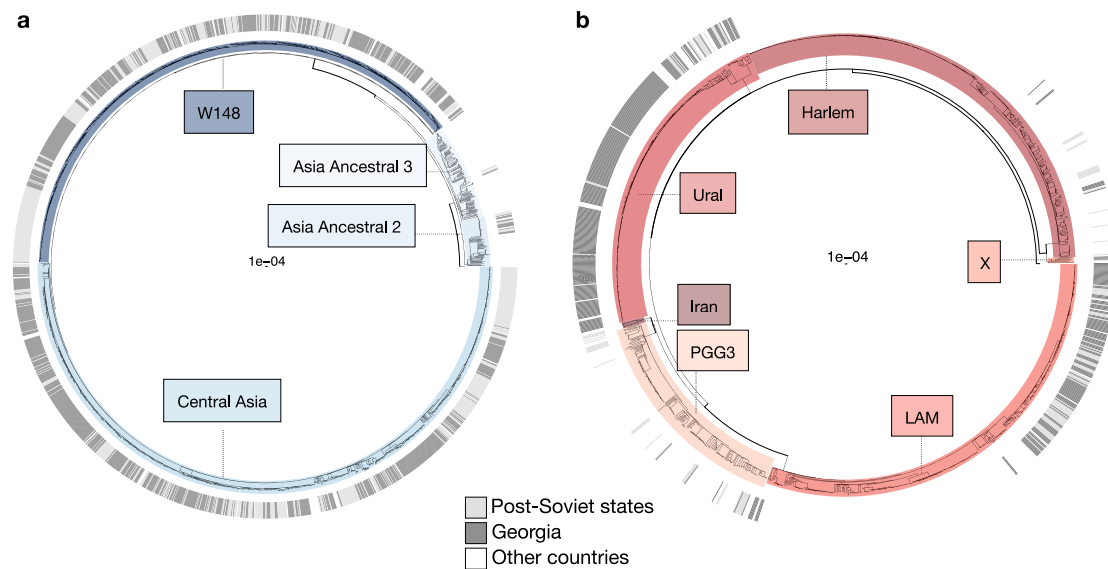 a
b
W148
Asia Ancestral 3
Asia Ancestral 2
1e−04
Central Asia
Harlem
Ural
1e−04
X
Iran
PGG3
LAM
Post-Soviet states
Georgia
Other countries